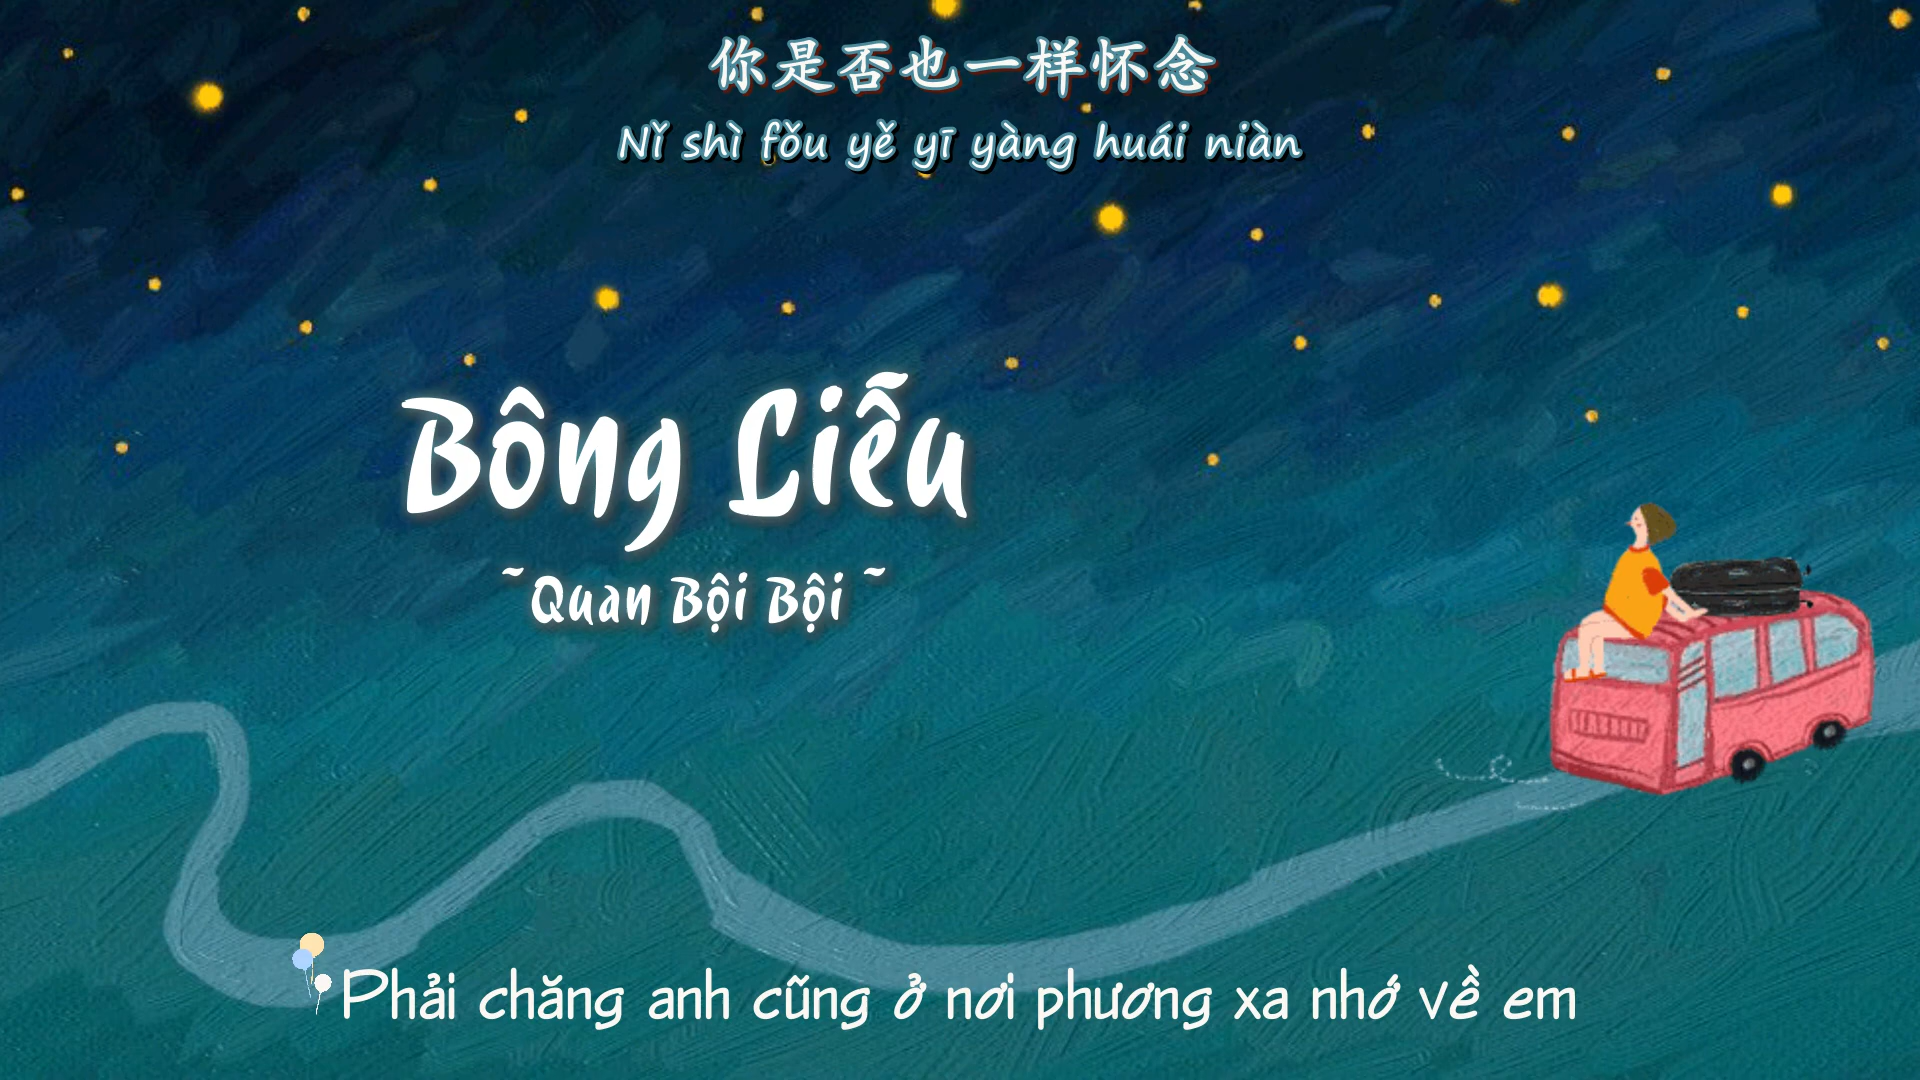 你是否也一样怀念
Nǐ shì fǒu yě yī yàng huái niàn
Bông Liễu
~Quan Bội Bội ~
Phải chăng anh cũng ở nơi phương xa nhớ về em